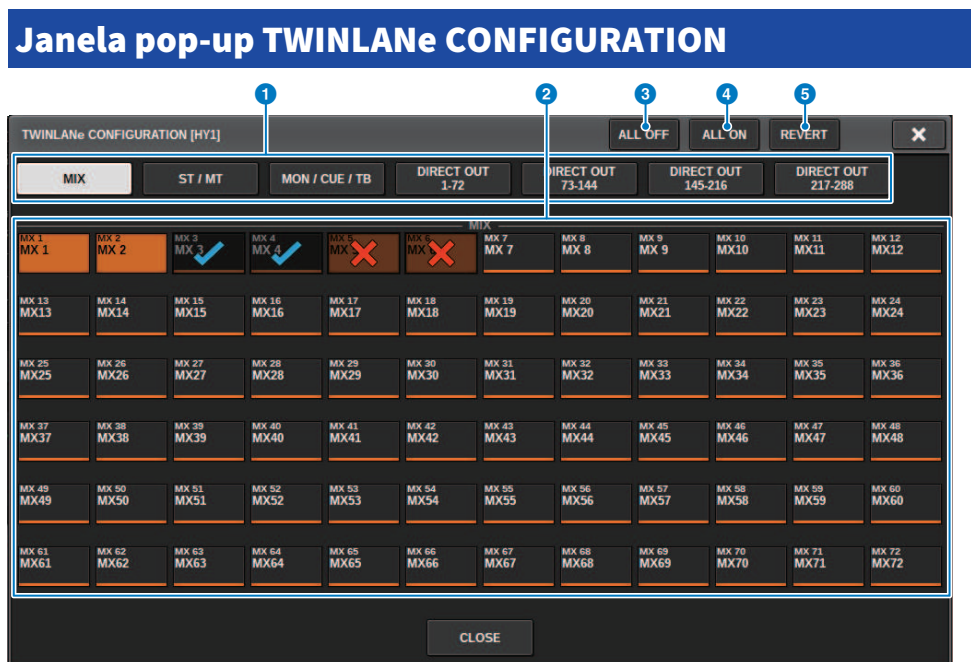 Janela pop-up TWINLANe CONFIGURATION
1 2 3 4 5
TWINLANe CONFIGURATION [HY1] ALL OFF ALL ON REVERT
MIX ST / MT MON / CUE / TB DIRECT OUT 1-72 DIRECT OUT 73-144 DIRECT OUT 145-216 DIRECT OUT 217-288
MIX
MX 1 MX 2 MX 3 MX 4 MX 5 MX 6 MX 7 MX 8 MX 9 MX 10 MX 11 MX 12
MX 1 MX 2 MX 3 MX 4 MX MX MX 7 MX 8 MX 9 MX10 MX11 MX12
MX 13 MX 14 MX 15 MX 16 MX 17 MX 18 MX 19 MX 20 MX 21 MX 22 MX 23 MX 24
MX13 MX14 MX15 MX16 MX17 MX18 MX19 MX20 MX21 MX22 MX23 MX24
MX 25 MX 26 MX 27 MX 28 MX 29 MX 30 MX 31 MX 32 MX 33 MX 34 MX 35 MX 36
MX25 MX26 MX27 MX28 MX29 MX30 MX31 MX32 MX33 MX34 MX35 MX36
MX 37 MX 38 MX 39 MX 40 MX 41 MX 42 MX 43 MX 44 MX 45 MX 46 MX 47 MX 48
MX37 MX38 MX39 MX40 MX41 MX42 MX43 MX44 MX45 MX46 MX47 MX48
MX 49 MX 50 MX 51 MX 52 MX 53 MX 54 MX 55 MX 56 MX 57 MX 58 MX 59 MX 60
MX49 MX50 MX51 MX52 MX53 MX54 MX55 MX56 MX57 MX58 MX59 MX60
MX 61 MX 62 MX 63 MX 64 MX 65 MX 66 MX 67 MX 68 MX 69 MX 70 MX 71 MX 72
MX61 MX62 MX63 MX64 MX65 MX66 MX67 MX68 MX69 MX70 MX71 MX72
CLOSE